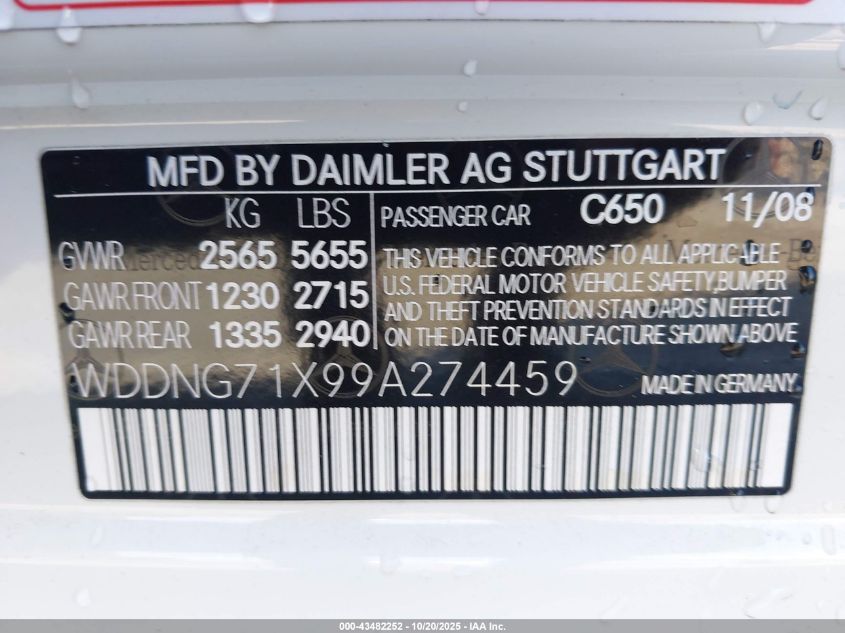 MFD BY DAIMLER AG STUTTGART
KG LBS PASSENGER CAR C650 11/08
GVWR 2565 5655 THIS VEHICLE CONFORMS TO ALL APPLICABLE
GAWR FRONT 1230 2715 U.S. FEDERAL MOTOR VEHICLE SAFETY, BUMPER
AND THEFT PREVENTION STANDARDS IN EFFECT
GAWR REAR 1335 2940 ON THE DATE OF MANUFACTURE SHOWN ABOVE
WDDNG71X99A274459 MADE IN GERMANY
000-43482252 - 10/20/2025 - IAA Inc.